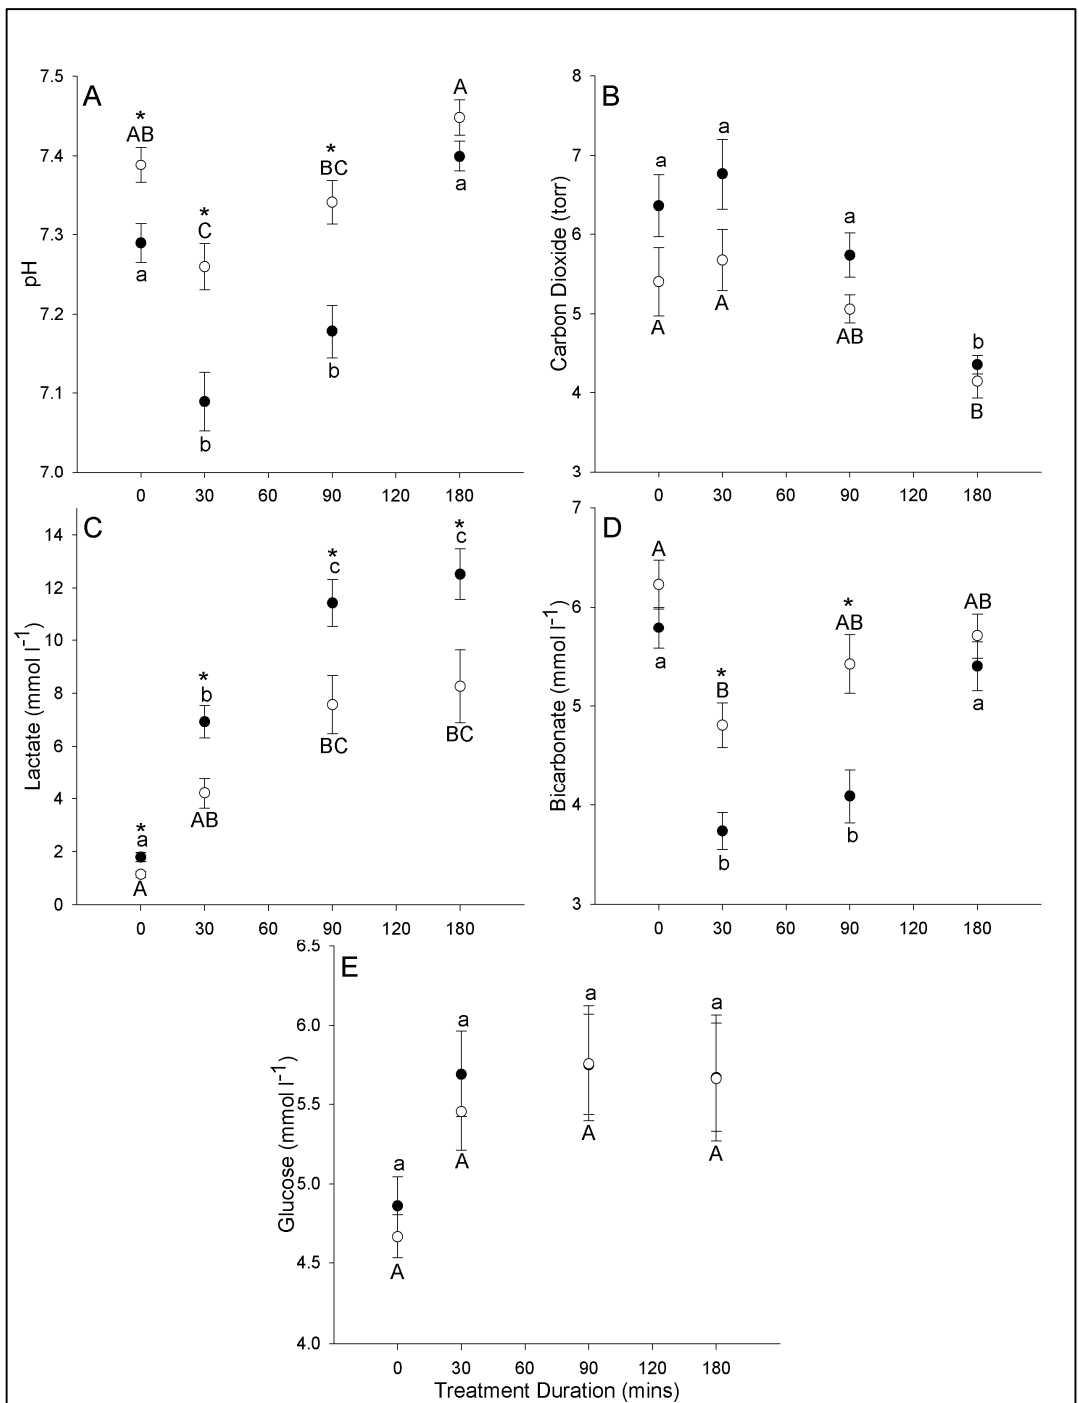 A
pH
7.5
7.4
7.3
7.2
7.1
7.0
*
AB
a
*
C
b
*
BC
b
A
a
0 30 60 90 120 180
B
Carbon Dioxide (torr)
8
7
6
5
4
3
a
A
a
A
a
AB
b
B
0 30 60 90 120 180
C
Lactate (mmol l-1)
14
12
10
8
6
4
2
0
*
a
A
*
b
AB
*
c
BC
*
c
BC
0 30 60 90 120 180
D
Bicarbonate (mmol l-1)
7
6
5
4
3
A
a
*
B
b
*
AB
b
AB
a
0 30 60 90 120 180
E
Glucose (mmol l-1)
6.5
6.0
5.5
5.0
4.5
4.0
a
A
a
A
a
A
a
A
0 30 60 90 120 180
Treatment Duration (mins)